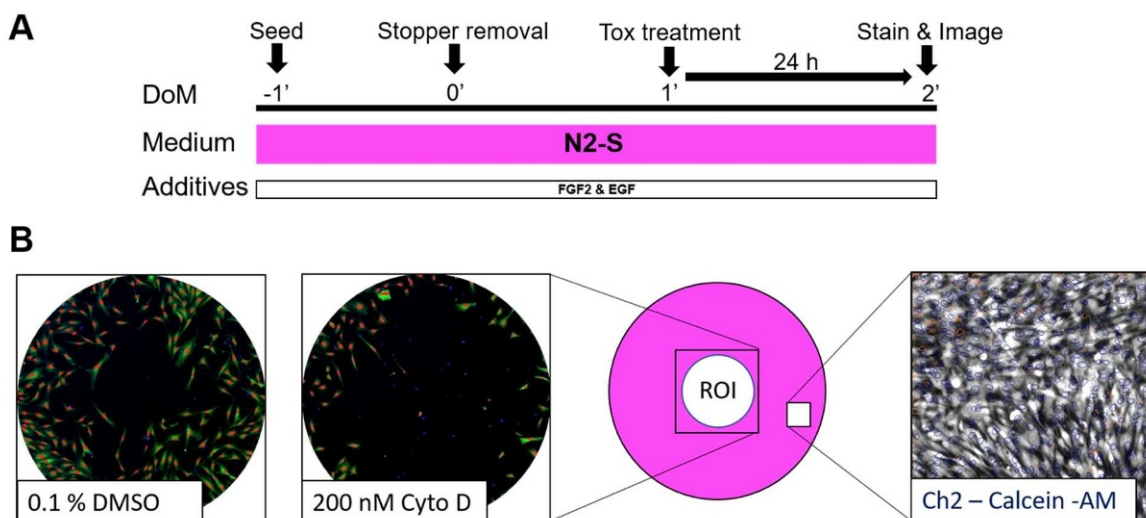 A
Seed
Stopper removal
Tox treatment
Stain & Image
24 h
DoM
-1’
0’
1’
2’
Medium
N2-S
Additives
FGF2 & EGF
B
0.1 % DMSO
200 nM Cyto D
ROI
Ch2 – Calcein -AM